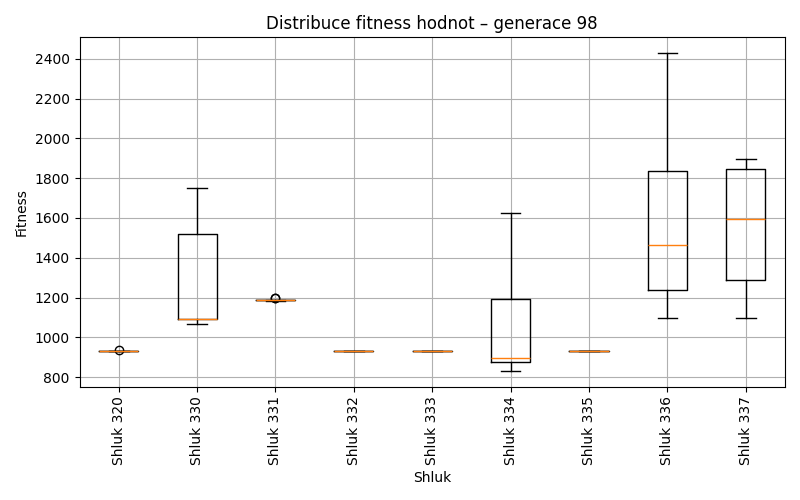 Distribuce fitness hodnot – generace 98
Fitness
2400
2200
2000
1800
1600
1400
1200
1000
800
Shluk 320
Shluk 330
Shluk 331
Shluk 332
Shluk 333
Shluk 334
Shluk 335
Shluk 336
Shluk 337
Shluk